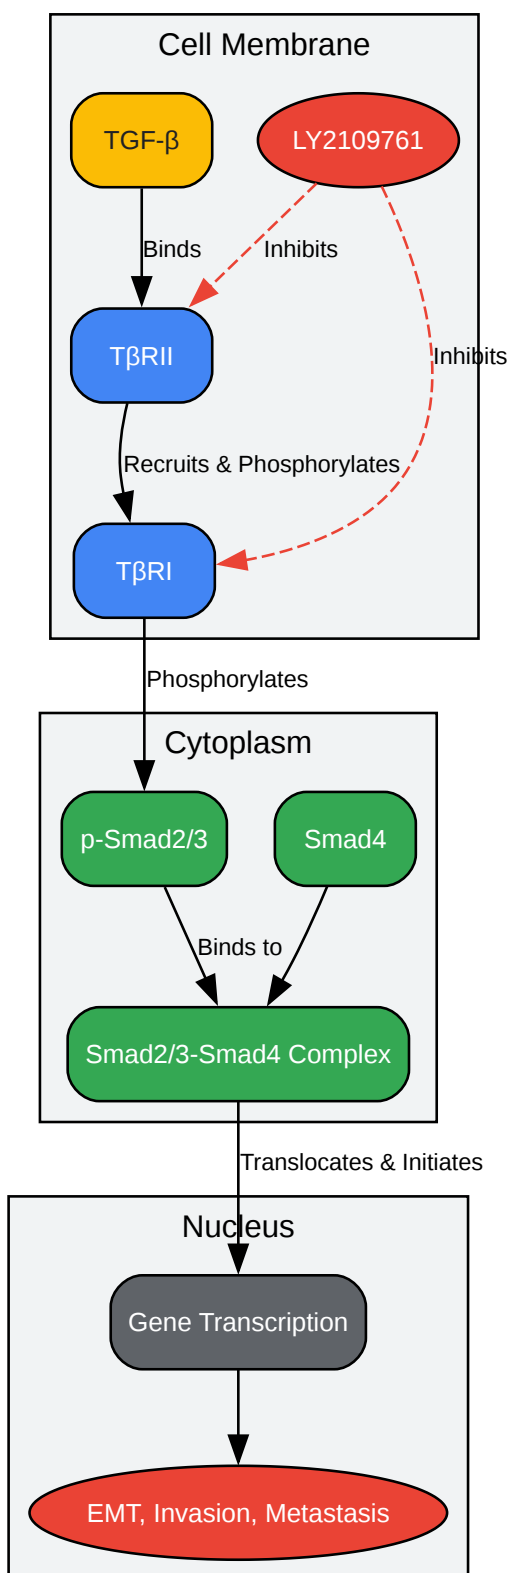 Cell Membrane
TGF-β
LY2109761
Binds
Inhibits
TβRII
Inhibits
Recruits & Phosphorylates
TβRI
Phosphorylates
Cytoplasm
p-Smad2/3
Smad4
Binds to
Smad2/3-Smad4 Complex
Translocates & Initiates
Nucleus
Gene Transcription
EMT, Invasion, Metastasis